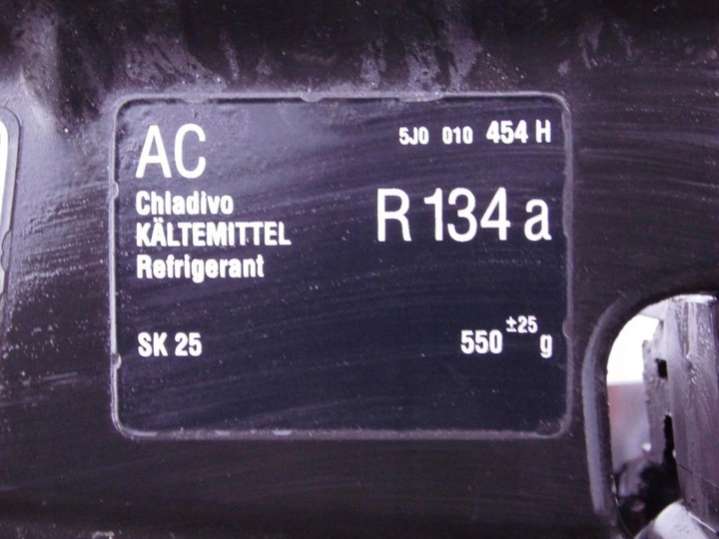 AC 5J0 010 454 H
Chladivo
KÄLTEMITTEL R 134 a
Refrigerant
SK 25 550 ±25 g